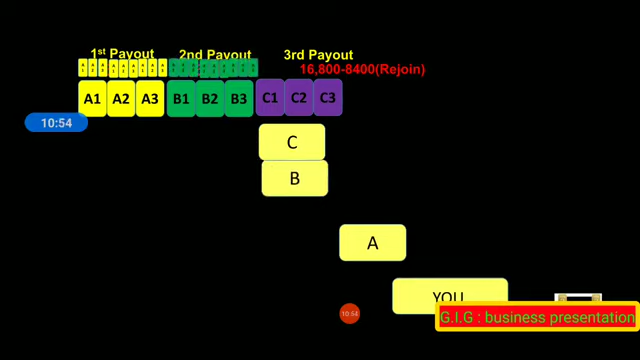 1st Payout 2nd Payout 3rd Payout
16,800-8400(Rejoin)
A1 A2 A3 B1 B2 B3 C1 C2 C3
10:54
C
B
A
YOU
10:54
G.I.G : business presentation